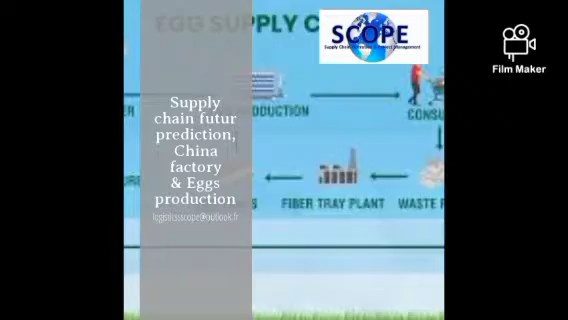 EGG SUPPLY C
SCOPE
Film Maker
Supply
chain futur
prediction,
China
factory
& Eggs
production
ODUCTION
CONSU
ER
FIBER TRAY PLANT
WASTE